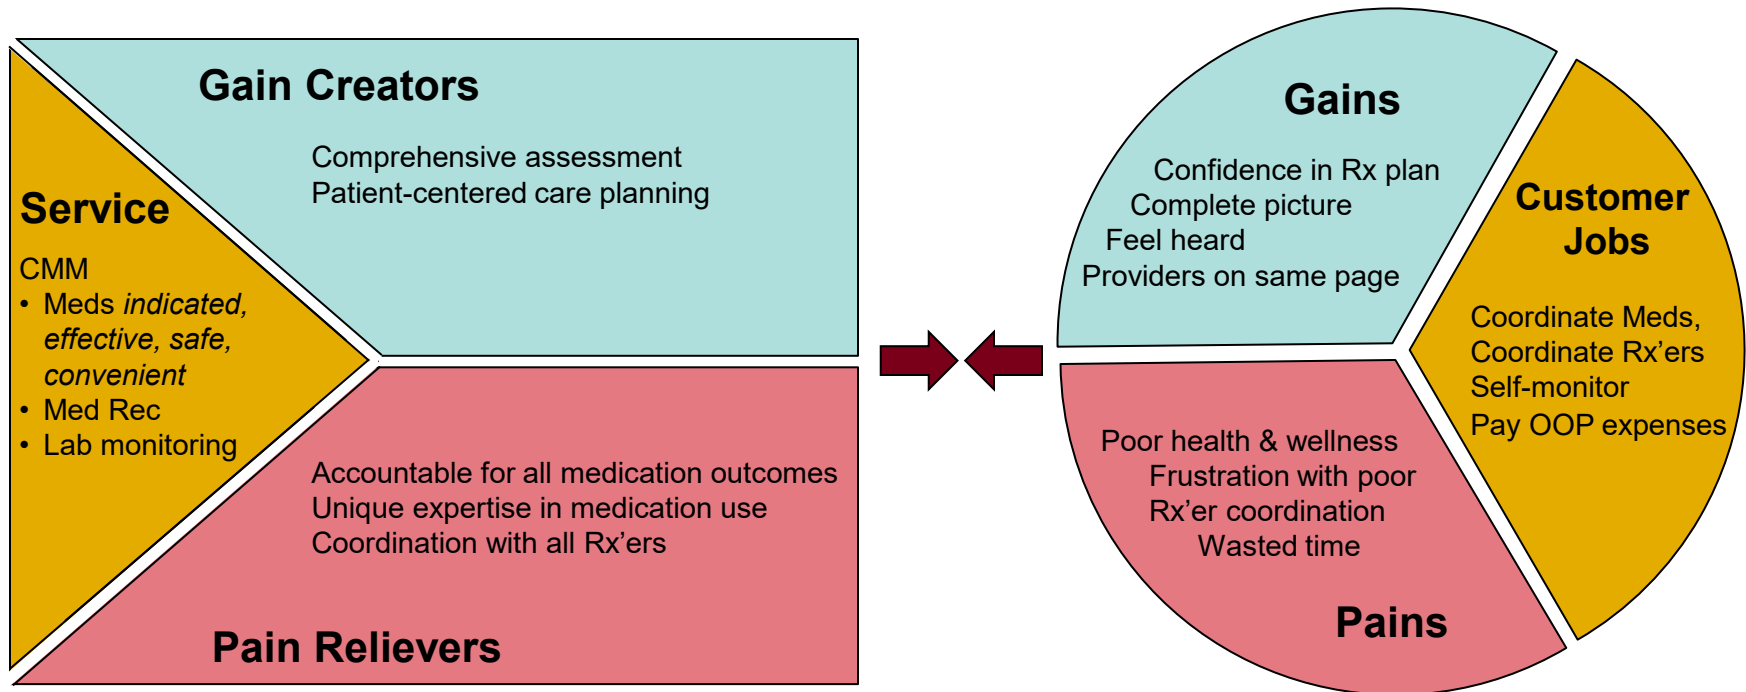 Gain Creators
Comprehensive assessment
Patient-centered care planning
Service
CMM
• Meds indicated,
effective, safe,
convenient
• Med Rec
• Lab monitoring
Accountable for all medication outcomes
Unique expertise in medication use
Coordination with all Rx’ers
Pain Relievers
Gains
Confidence in Rx plan
Complete picture
Feel heard
Providers on same page
Customer
Jobs
Coordinate Meds,
Coordinate Rx’ers
Self-monitor
Pay OOP expenses
Poor health & wellness
Frustration with poor
Rx’er coordination
Wasted time
Pains